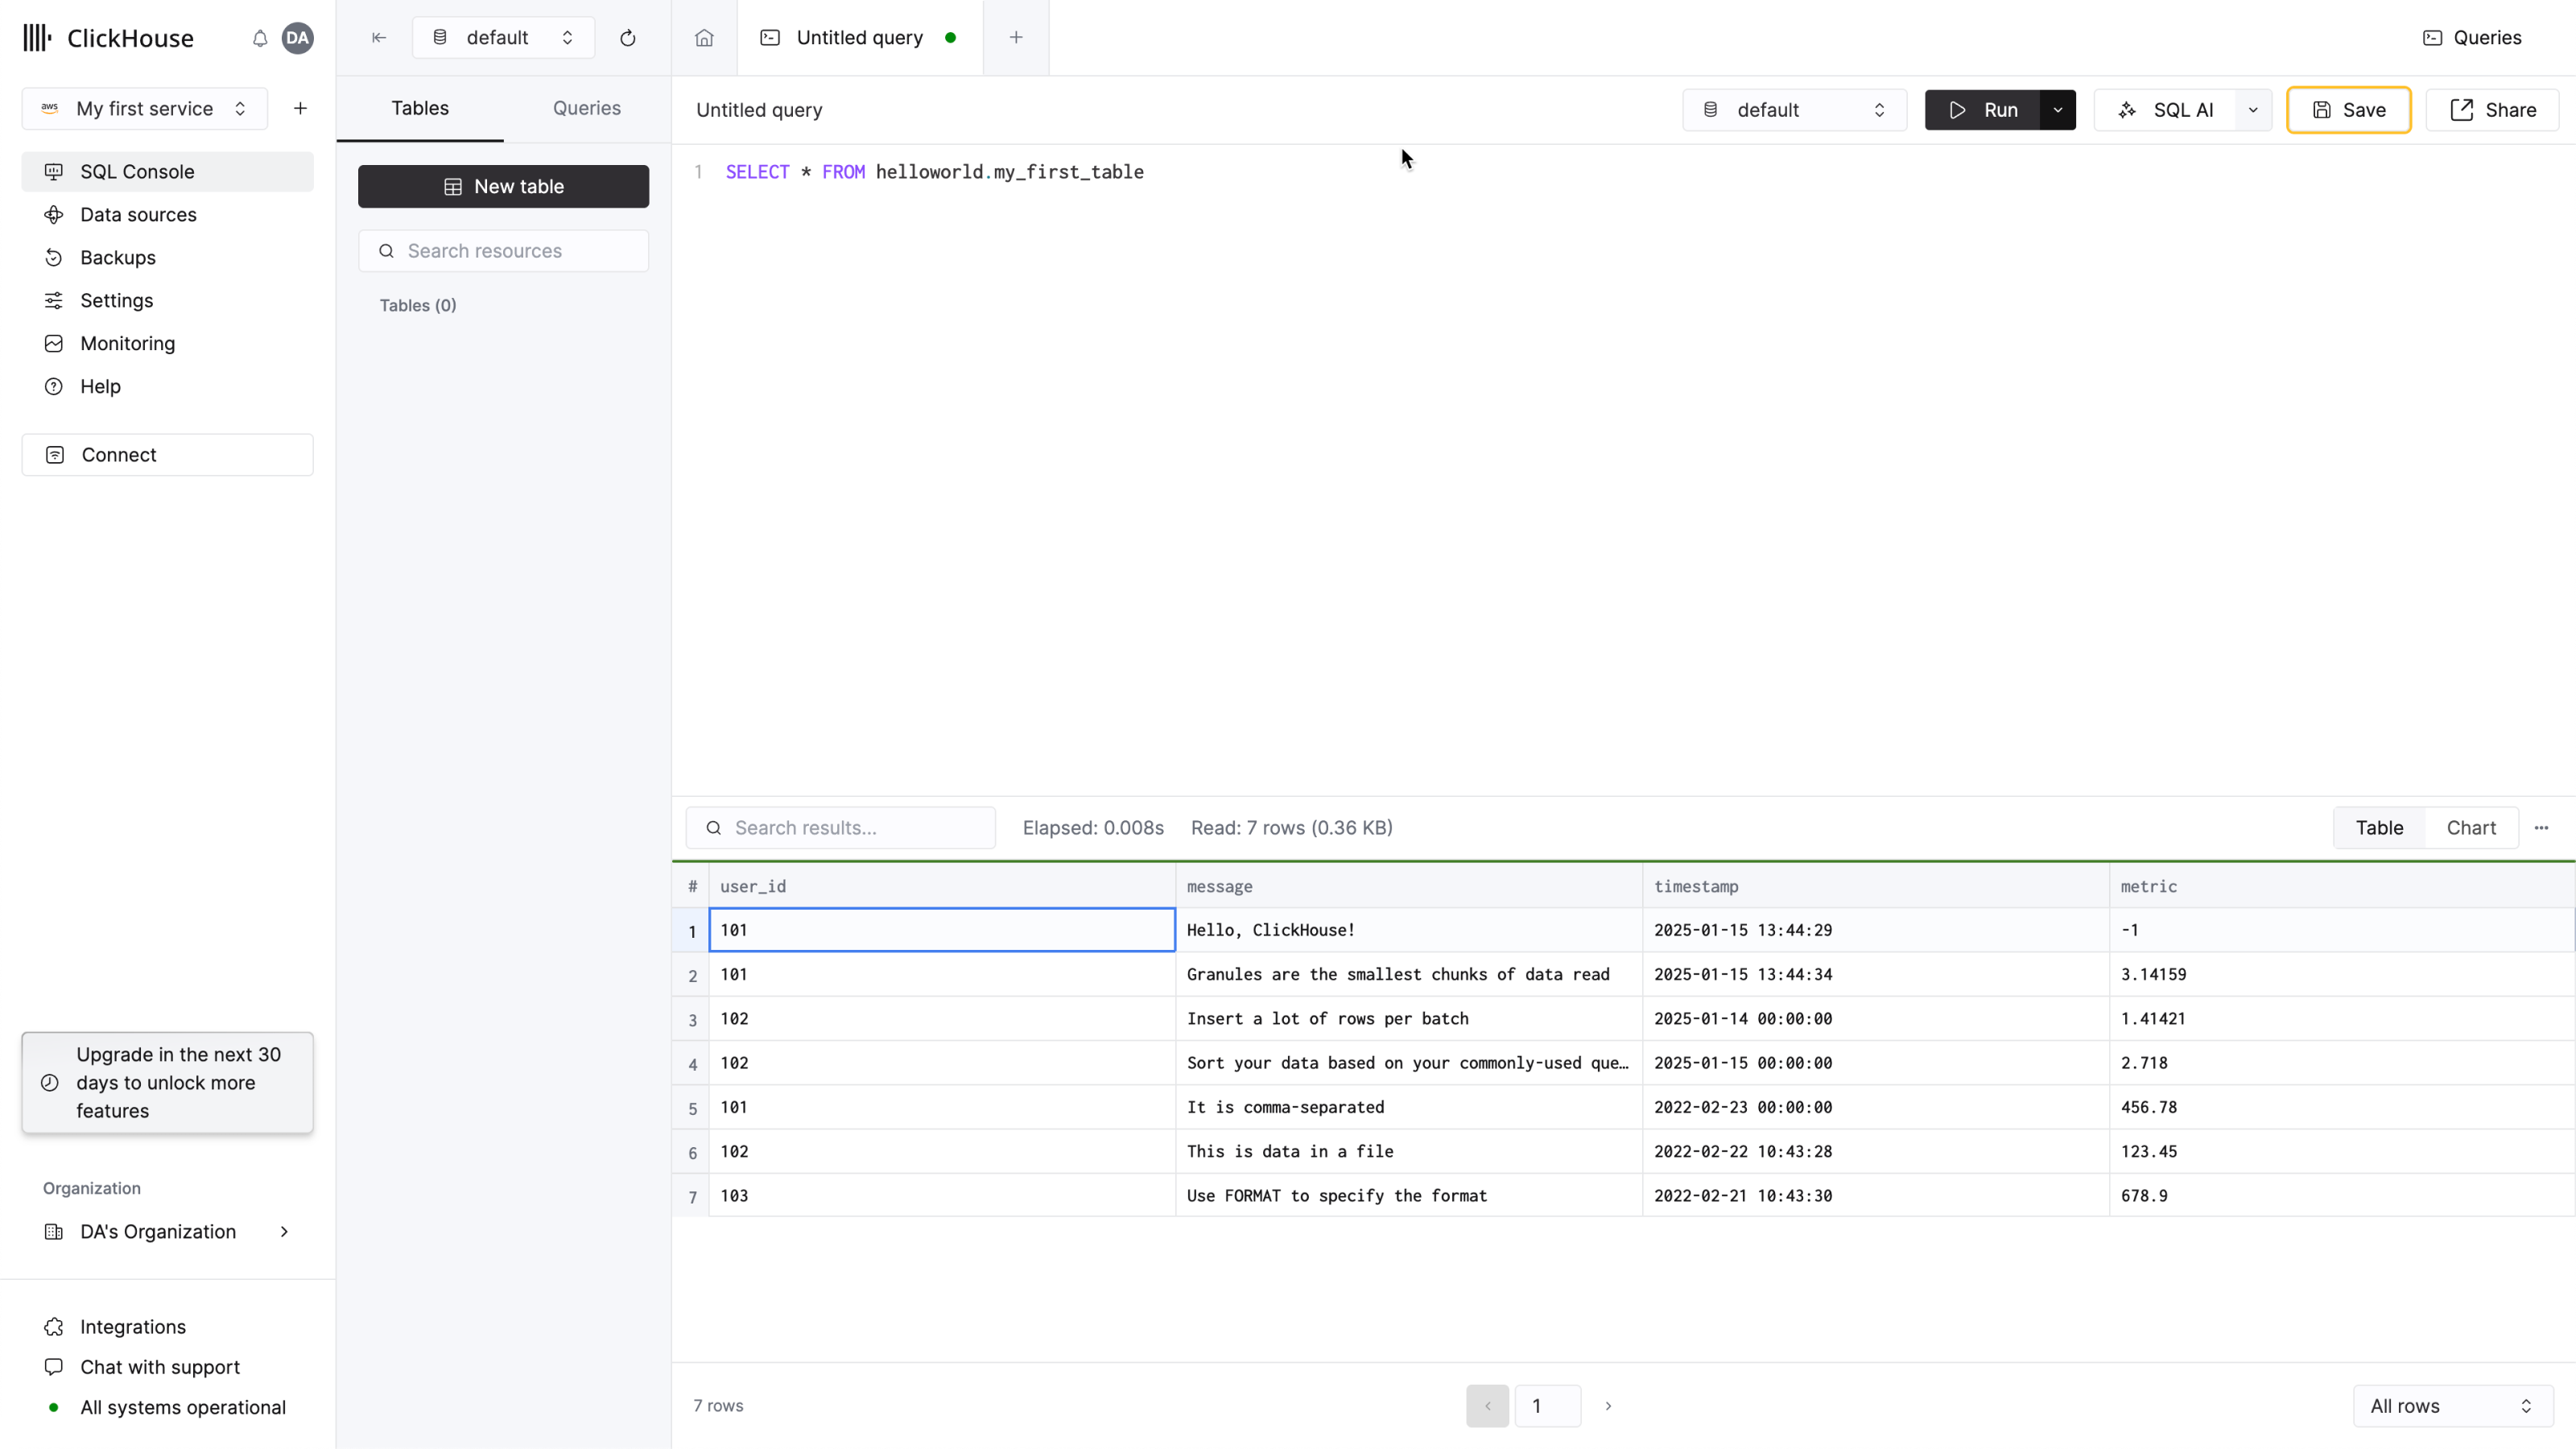 ClickHouse
DA
aws My first service
SQL Console
Data sources
Backups
Settings
Monitoring
Help
Connect
Upgrade in the next 30
days to unlock more
features
Organization
DA's Organization
Integrations
Chat with support
All systems operational
default
Tables Queries
New table
Search resources
Tables (0)
Untitled query
Queries
Untitled query
default
Run
SQL AI
Save
Share
1 SELECT * FROM helloworld.my_first_table
Search results...
Elapsed: 0.008s
Read: 7 rows (0.36 KB)
Table
Chart
# user_id message timestamp metric
1 101 Hello, ClickHouse! 2025-01-15 13:44:29 -1
2 101 Granules are the smallest chunks of data read 2025-01-15 13:44:34 3.14159
3 102 Insert a lot of rows per batch 2025-01-14 00:00:00 1.41421
4 102 Sort your data based on your commonly-used que… 2025-01-15 00:00:00 2.718
5 101 It is comma-separated 2022-02-23 00:00:00 456.78
6 102 This is data in a file 2022-02-22 10:43:28 123.45
7 103 Use FORMAT to specify the format 2022-02-21 10:43:30 678.9
7 rows
1
All rows